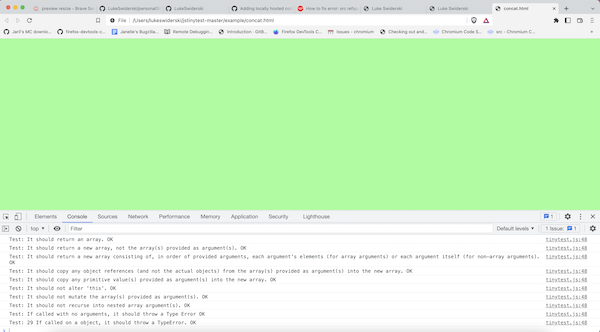 preview resize - Brave Se
LukeSwiderski/personalSi
LukeSwiderski
Adding locally hosted con
How to fix error: src refsp
Luke Swiderski
Luke Swiderski
concat.html
File /Users/lukeswiderski/jstiny/test-master/example/concat.html
Jaril's MC downlo...
firefox-devtools-c...
Janelle's Bugzilla...
Remote Debuggin...
Introduction · GitB...
Firefox DevTools C...
Issues - chromium
Checking out and...
Chromium Code S...
src - Chromium C...
Elements Console Sources Network Performance Memory Application Security Lighthouse 1
top Filter Default levels 1 Issue: 1
Test: It should return an array. OK tinytest.js:48
Test: It should return a new array, not the array(s) provided as argument(s). OK tinytest.js:48
Test: It should return a new array consisting of, in order of provided arguments, each argument's elements (for array arguments) or each argument itself (for non-array arguments). tinytest.js:48
OK
Test: It should copy any object references (and not the actual objects) from the array(s) provided as argument(s) into the new array. OK tinytest.js:48
Test: It should copy any primitive value(s) provided as argument(s) into the new array. OK tinytest.js:48
Test: It should not alter 'this'. OK tinytest.js:48
Test: It should not mutate the array(s) provided as argument(s). OK tinytest.js:48
Test: It should not recurse into nested array argument(s). OK tinytest.js:48
Test: If called with no arguments, it should throw a Type Error OK tinytest.js:48
Test: 29 If called on a object, it should throw a TypeError. OK tinytest.js:48